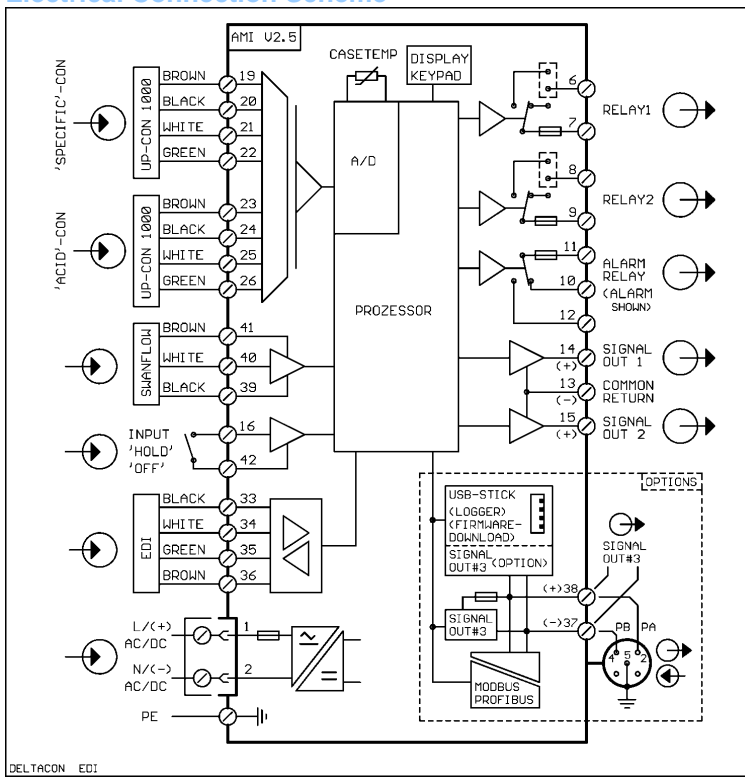 Electrical Connection Scheme
AMI V2.5
CASETEMP
DISPLAY
KEYPAD
A/D
PROZESSOR
'SPECIFIC'-CON
UP-CON 1000
BROWN 19
BLACK 20
WHITE 21
GREEN 22
'ACID'-CON
UP-CON 1000
BROWN 23
BLACK 24
WHITE 25
GREEN 26
SWANFLOW
BROWN 41
WHITE 40
BLACK 39
INPUT
'HOLD'
'OFF'
16
42
EDI
BLACK 33
WHITE 34
GREEN 35
BROWN 36
L/(+)
AC/DC
1
N/(-)
AC/DC
2
PE
6
RELAY1
7
8
RELAY2
9
11
10
12
ALARM
RELAY
(ALARM
SHOWN)
14
(+)
SIGNAL
OUT 1
13
(-)
COMMON
RETURN
15
(+)
SIGNAL
OUT 2
OPTIONS
USB-STICK
(LOGGER)
(FIRMWARE-
DOWNLOAD)
SIGNAL
OUT#3 (OPTION)
SIGNAL
OUT#3
(+)38
SIGNAL
OUT#3
(-)37
PB PA
4 5 2
MODBUS
PROFIBUS
DELTACON EDI